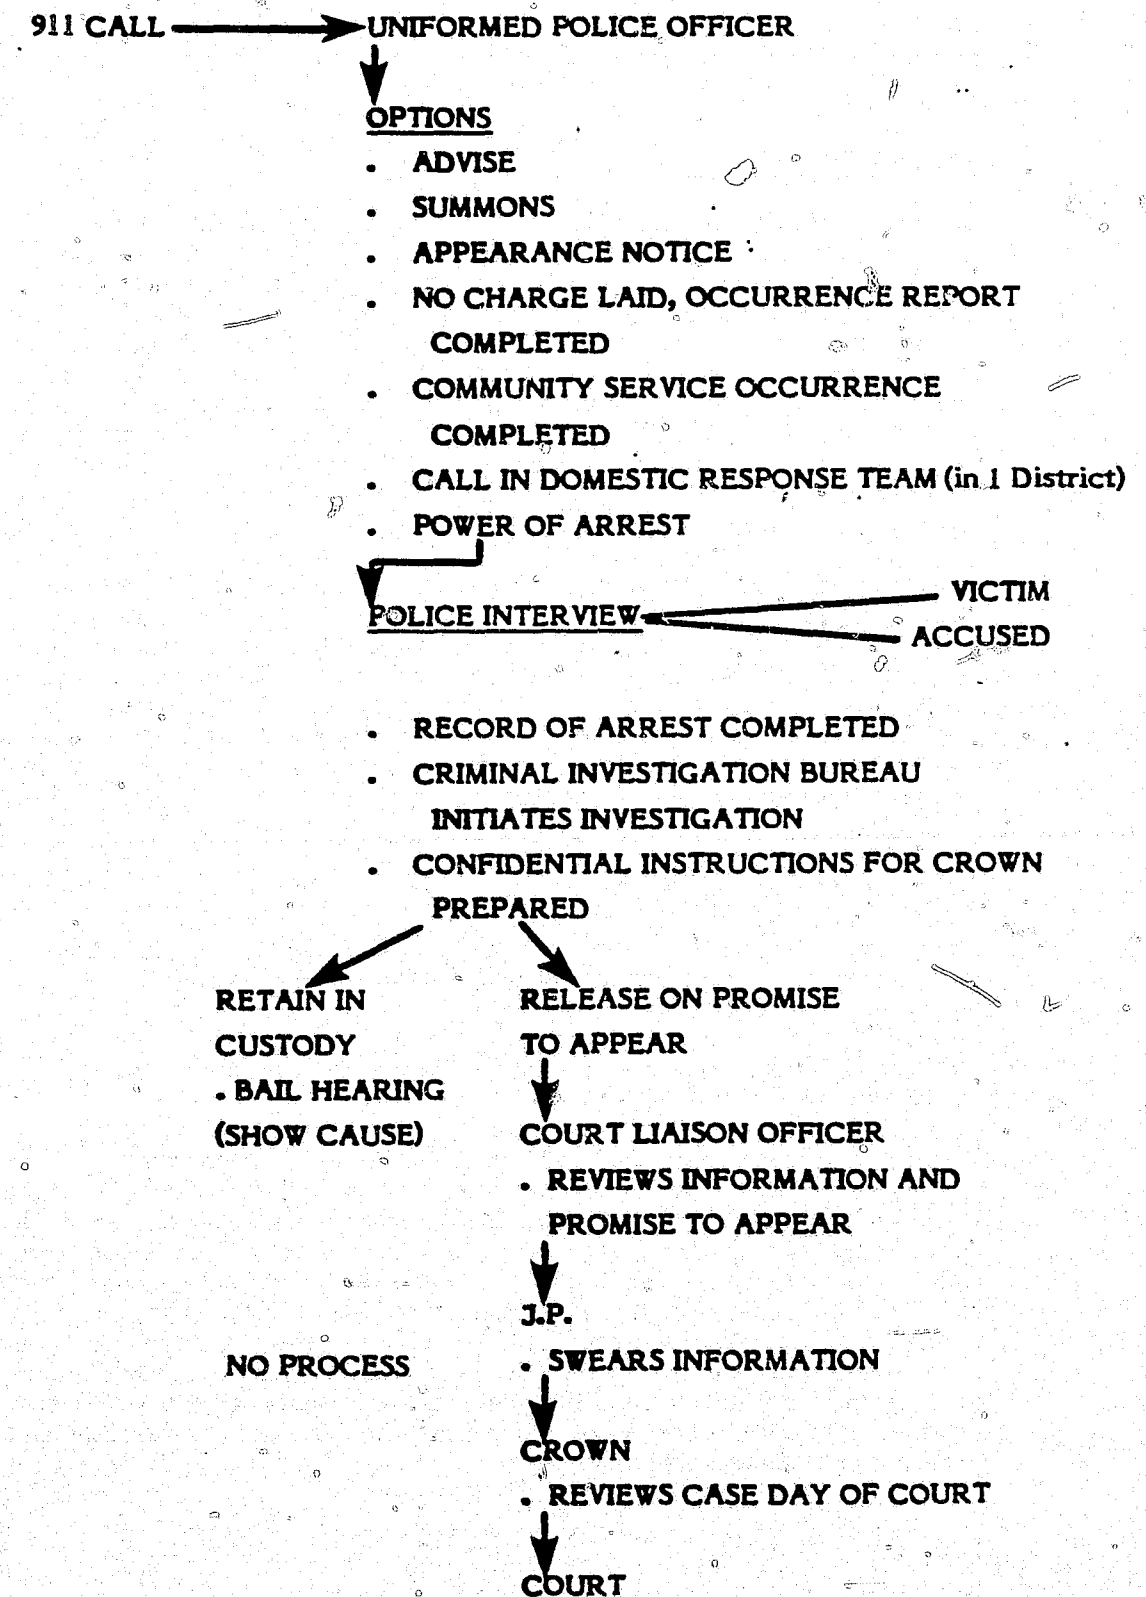 911 CALL UNIFORMED POLICE OFFICER
OPTIONS
. ADVISE
. SUMMONS
. APPEARANCE NOTICE
. NO CHARGE LAID, OCCURRENCE REPORT
COMPLETED
. COMMUNITY SERVICE OCCURRENCE
COMPLETED
. CALL IN DOMESTIC RESPONSE TEAM (in 1 District)
. POWER OF ARREST
VICTIM
POLICE INTERVIEW
ACCUSED
. RECORD OF ARREST COMPLETED
. CRIMINAL INVESTIGATION BUREAU
INITIATES INVESTIGATION
. CONFIDENTIAL INSTRUCTIONS FOR CROWN
PREPARED
RETAIN IN
CUSTODY
. BAIL HEARING
(SHOW CAUSE)
RELEASE ON PROMISE
TO APPEAR
COURT LIAISON OFFICER
. REVIEWS INFORMATION AND
PROMISE TO APPEAR
J.P.
NO PROCESS
. SWEARS INFORMATION
CROWN
. REVIEWS CASE DAY OF COURT
COURT